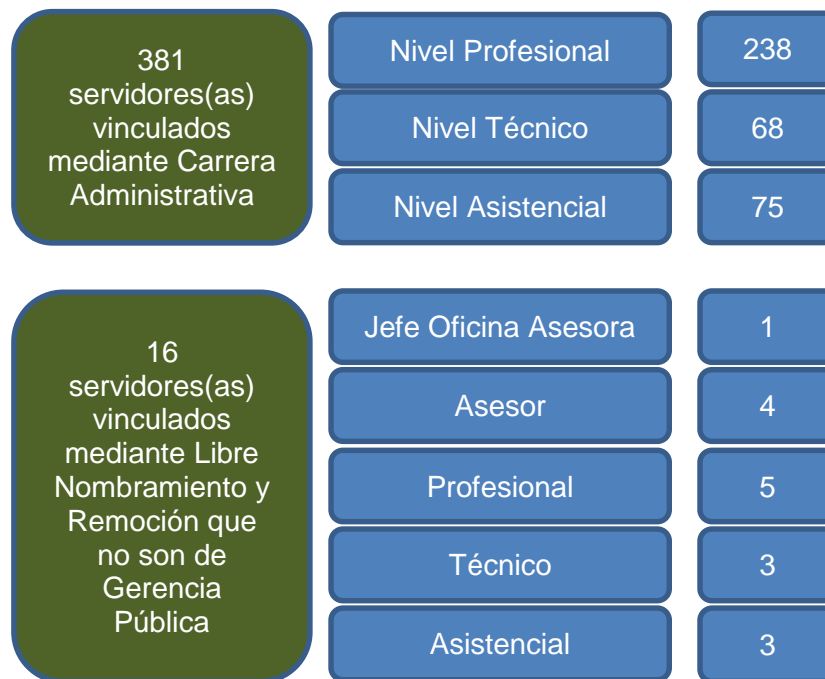 381
servidores(as)
vinculados
mediante Carrera
Administrativa
Nivel Profesional
238
Nivel Técnico
68
Nivel Asistencial
75
16
servidores(as)
vinculados
mediante Libre
Nombramiento y
Remoción que
no son de
Gerencia
Pública
Jefe Oficina Asesora
1
Asesor
4
Profesional
5
Técnico
3
Asistencial
3